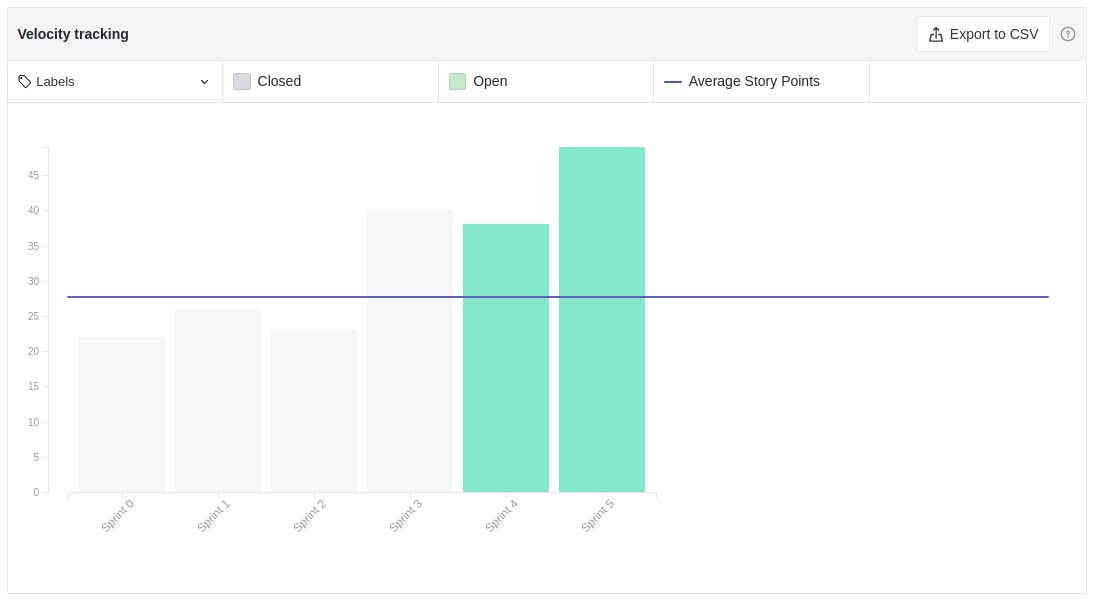 Velocity tracking
Export to CSV
?
Labels
Closed
Open
Average Story Points
45
40
35
30
25
20
15
10
5
0
Sprint 0
Sprint 1
Sprint 2
Sprint 3
Sprint 4
Sprint 5